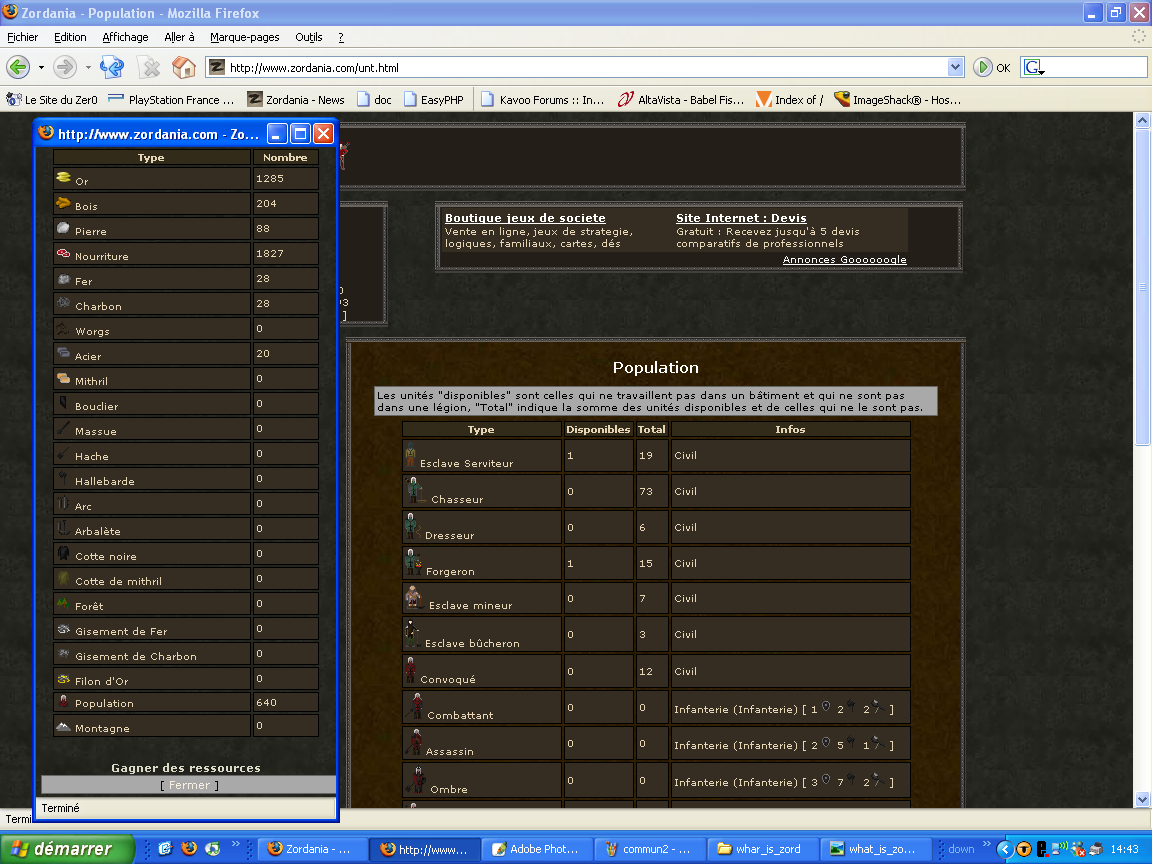 Zordania - Population - Mozilla Firefox
Fichier Edition Affichage Aller à Marque-pages Outils ?
http://www.zordania.com/unt.html OK G
Le Site du Zer0 PlayStation France ... Zordania - News doc EasyPHP Kavoo Forums :: In... AltaVista - Babel Fis... Index of / ImageShack® - Hos...
http://www.zordania.com - Zo...
Type Nombre
Or 1285
Bois 204
Pierre 88
Nourriture 1827
Fer 28
Charbon 28
Worgs 0
Acier 20
Mithril 0
Bouclier 0
Massue 0
Hache 0
Hallebarde 0
Arc 0
Arbalète 0
Cotte noire 0
Cotte de mithril 0
Forêt 0
Gisement de Fer 0
Gisement de Charbon 0
Filon d'Or 0
Population 640
Montagne 0
Gagner des ressources
[ Fermer ]
Terminé
Boutique jeux de societe
Vente en ligne, jeux de strategie,
logiques, familiaux, cartes, dés
Site Internet : Devis
Gratuit : Recevez jusqu'à 5 devis
comparatifs de professionnels
Annonces Goooooogle
]
Population
Les unités "disponibles" sont celles qui ne travaillent pas dans un bâtiment et qui ne sont pas
dans une légion, "Total" indique la somme des unités disponibles et de celles qui ne le sont pas.
Type Disponibles Total Infos
Esclave Serviteur 1 19 Civil
Chasseur 0 73 Civil
Dresseur 0 6 Civil
Forgeron 1 15 Civil
Esclave mineur 0 7 Civil
Esclave bûcheron 0 3 Civil
Convoqué 0 12 Civil
Combattant 0 0 Infanterie (Infanterie) [ 1 2 2 ]
Assassin 0 0 Infanterie (Infanterie) [ 2 5 1 ]
Ombre 0 0 Infanterie (Infanterie) [ 3 7 2 ]
Termi
démarrer Zordania - ... http://www... Adobe Phot... commun2 - ... whar_is_zord what_is_zo... down 14:43